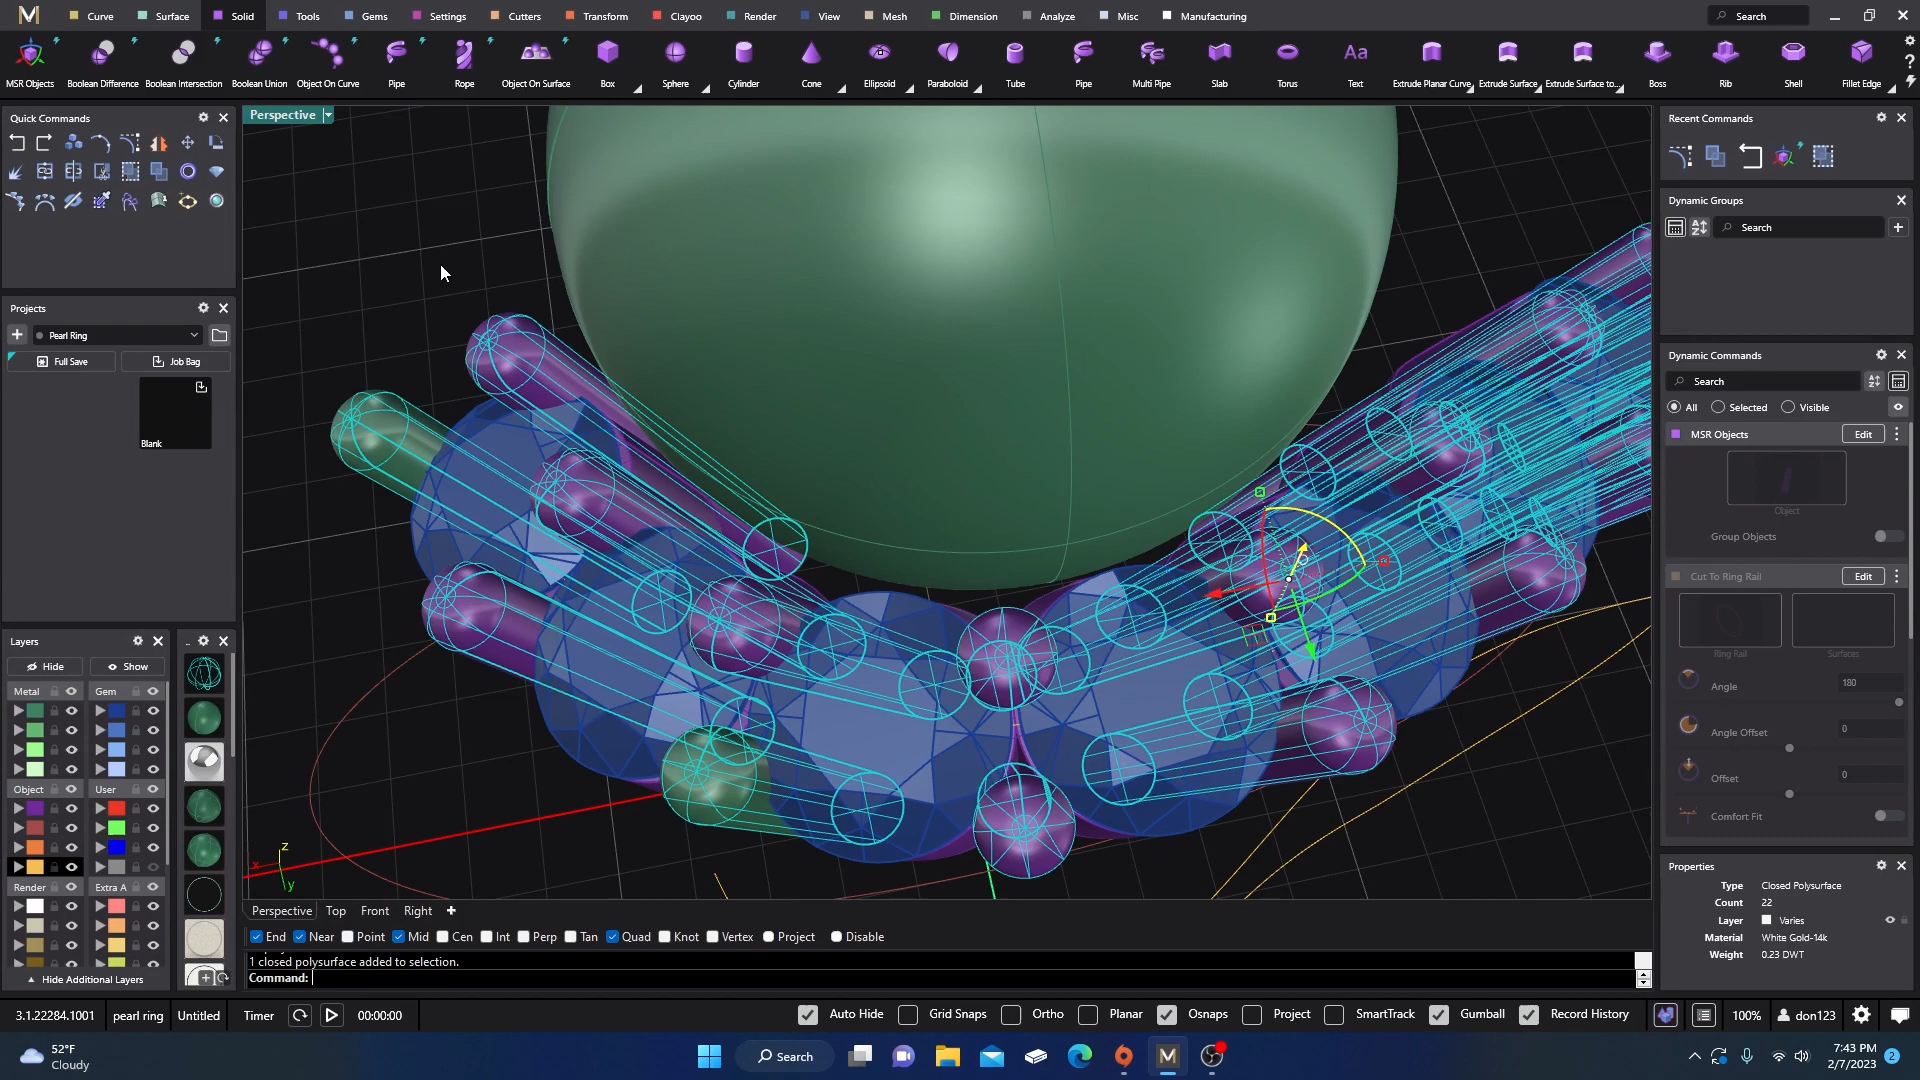 Curve Surface Solid Tools Gems Settings Cutters Transform Clayoo Render View Mesh Dimension Analyze Misc Manufacturing Search
MSR Objects Boolean Difference Boolean Intersection Boolean Union Object On Curve Pipe Rope Object On Surface Box Sphere Cylinder Cone Ellipsoid Paraboloid Tube Pipe Multi Pipe Slab Torus Text Extrude Planar Curve Extrude Surface Extrude Surface to... Boss Rib Shell Fillet Edge
Quick Commands
Perspective
Recent Commands
Dynamic Groups
Search
Projects
Pearl Ring
Full Save Job Bag
Blank
Dynamic Commands
Search
All Selected Visible
MSR Objects Edit
Object
Group Objects
Cut To Ring Rail Edit
Ring Rail Surfaces
Angle 180
Angle Offset 0
Offset 0
Comfort Fit
Layers
Hide Show
Metal Gem
Object User
Render Extra A
Hide Additional Layers
z
x
y
Properties
Type Closed Polysurface
Count 22
Layer Varies
Material White Gold-14k
Weight 0.23 DWT
Perspective Top Front Right
End Near Point Mid Cen Int Perp Tan Quad Knot Vertex Project Disable
1 closed polysurface added to selection.
Command:
3.1.22284.1001 pearl ring Untitled Timer 00:00:00 Auto Hide Grid Snaps Ortho Planar Osnaps Project SmartTrack Gumball Record History 100% don123
52°F
Cloudy
Search
7:43 PM
2/7/2023
2